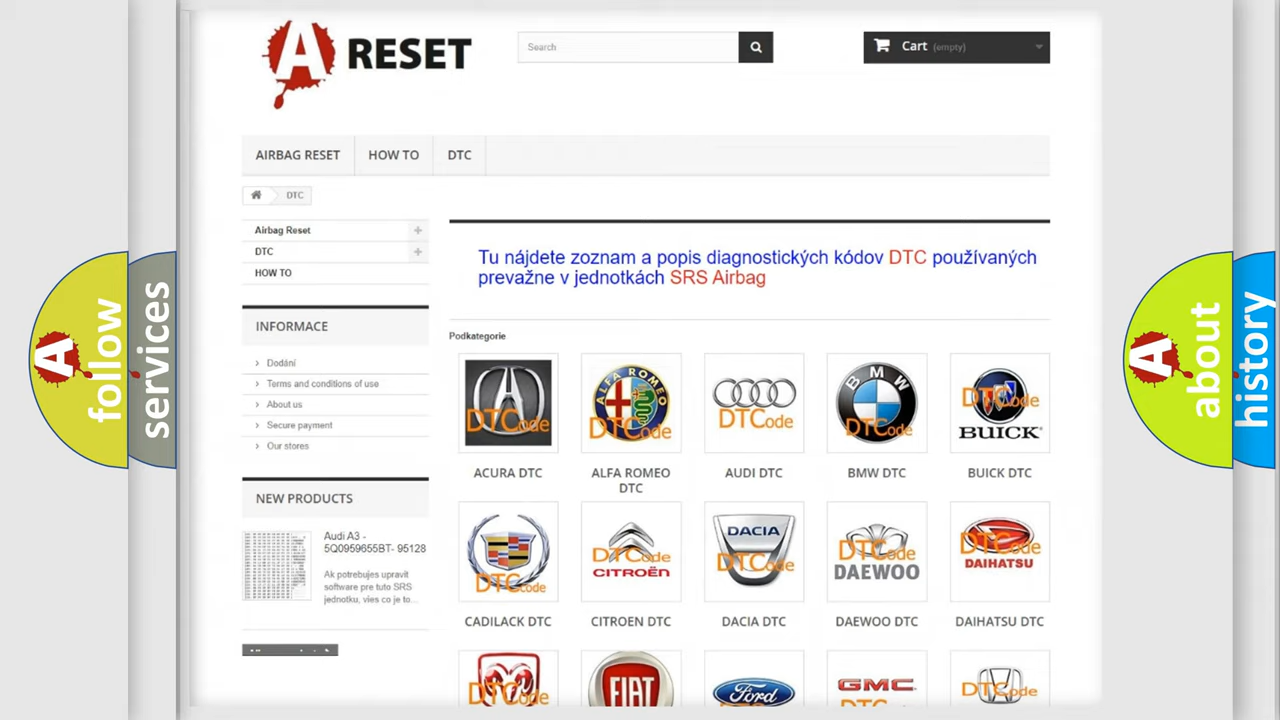 A RESET
Search
Cart (empty)
AIRBAG RESET
HOW TO
DTC
DTC
Airbag Reset
DTC
HOW TO
Tu nájdete zoznam a popis diagnostických kódov DTC používaných
prevažne v jednotkách SRS Airbag
INFORMACE
Dodání
Terms and conditions of use
About us
Secure payment
Our stores
NEW PRODUCTS
Audi A3 -
5Q0959655BT- 95128
Ak potrebujes upravit
software pre tuto SRS
jednotku, vies co je to...
Podkategorie
DTCode
ALFA ROMEO
DTCode
DTCode
BMW
DTCode
DTCode
BUICK
ACURA DTC
ALFA ROMEO
DTC
AUDI DTC
BMW DTC
BUICK DTC
DTCode
DTCode
CITROËN
DACIA
DTCode
DTCode
DAEWOO
DTCode
DAIHATSU
CADILACK DTC
CITROEN DTC
DACIA DTC
DAEWOO DTC
DAIHATSU DTC
DTCode
FIAT
Ford
GMC
DTCode
A follow
services
A about
history